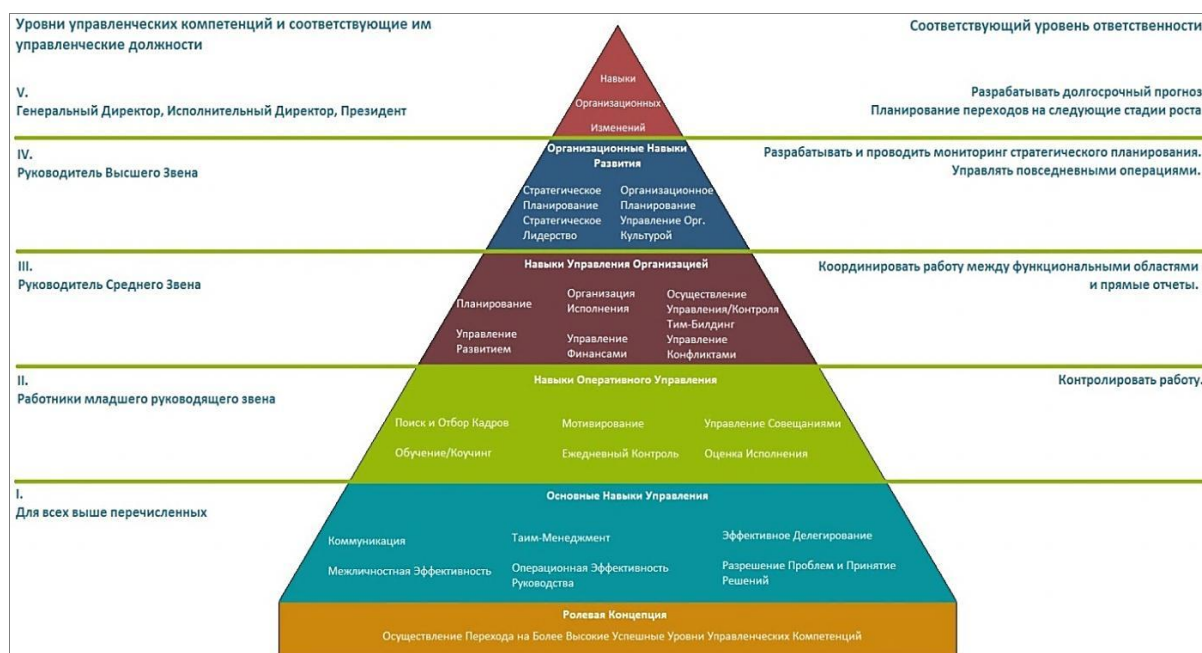 Уровни управленческих компетенций и соответствующие им
управленческие должности
Соответствующий уровень ответственности
V.
Генеральный Директор, Исполнительный Директор, Президент
Навыки
Организационных
Изменений
Разрабатывать долгосрочный прогноз
Планирование переходов на следующие стадии роста
IV.
Руководитель Высшего Звена
Организационные Навыки
Развития
Стратегическое
Планирование
Стратегическое
Лидерство
Организационное
Планирование
Управление Орг.
Культурой
Разрабатывать и проводить мониторинг стратегического планирования.
Управлять повседневными операциями.
III.
Руководитель Среднего Звена
Навыки Управления Организацией
Планирование
Управление
Развитием
Организация
Исполнения
Управление
Финансами
Осуществление
Управления/Контроля
Тим-Билдинг
Управление
Конфликтами
Координировать работу между функциональными областями
и прямые отчеты.
II.
Работники младшего руководящего звена
Навыки Оперативного Управления
Поиск и Отбор Кадров
Мотивирование
Управление Совещаниями
Обучение/Коучинг
Ежедневный Контроль
Оценка Исполнения
Контролировать работу.
I.
Для всех выше перечисленных
Основные Навыки Управления
Коммуникация
Таим-Менеджмент
Эффективное Делегирование
Межличностная Эффективность
Операционная Эффективность
Руководства
Разрешение Проблем и Принятие
Решений
Ролевая Концепция
Осуществление Перехода на Более Высокие Успешные Уровни Управленческих Компетенций